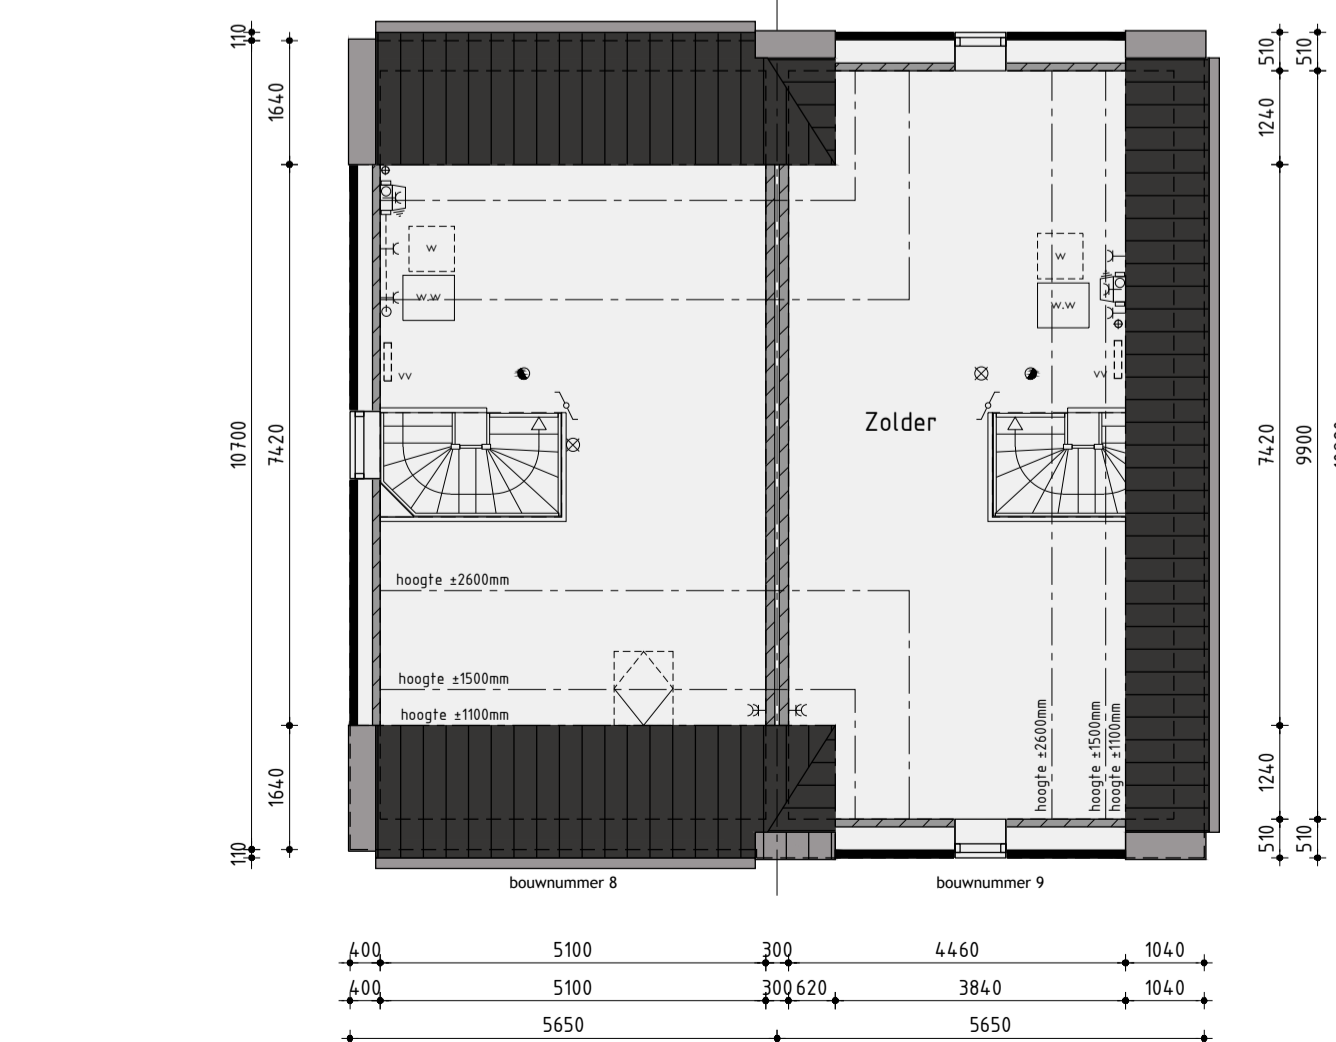 110
510
510
1640
1240
w
w
w.w
w.w
vv
vv
Zolder
10700
7420
7420
9900
hoogte ±2600mm
hoogte ±1500mm
hoogte ±1100mm
hoogte ±2600mm
hoogte ±1500mm
hoogte ±1100mm
1640
1240
110
510
510
bouwnummer 8
bouwnummer 9
400 5100 300 4460 1040
400 5100 300 620 3840 1040
5650 5650